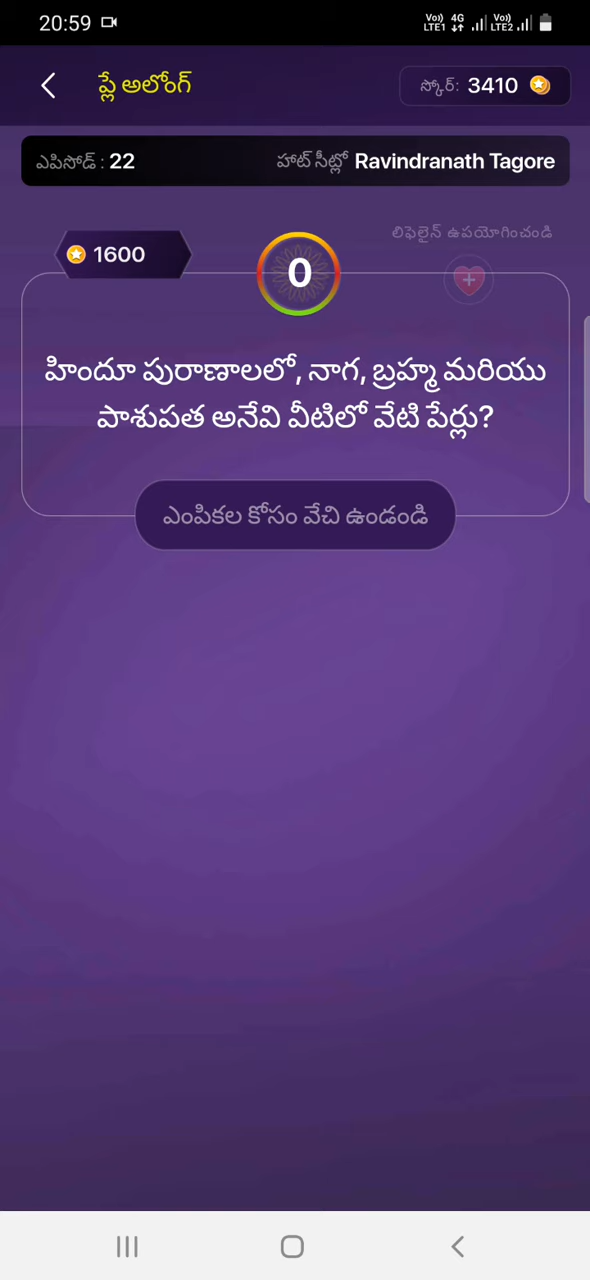 20:59
Vo) LTE1 4G Vo) LTE2
ప్లే అలోంగ్
స్కోర్: 3410
ఎపిసోడ్ : 22
హాట్ సీట్లో Ravindranath Tagore
లిఫెలైన్ ఉపయోగించండి
1600
0
హిందూ పురాణాలలో, నాగ, బ్రహ్మ మరియు
పాశుపత అనేవి వీటిలో వేటి పేర్లు?
ఎంపికల కోసం వేచి ఉండండి